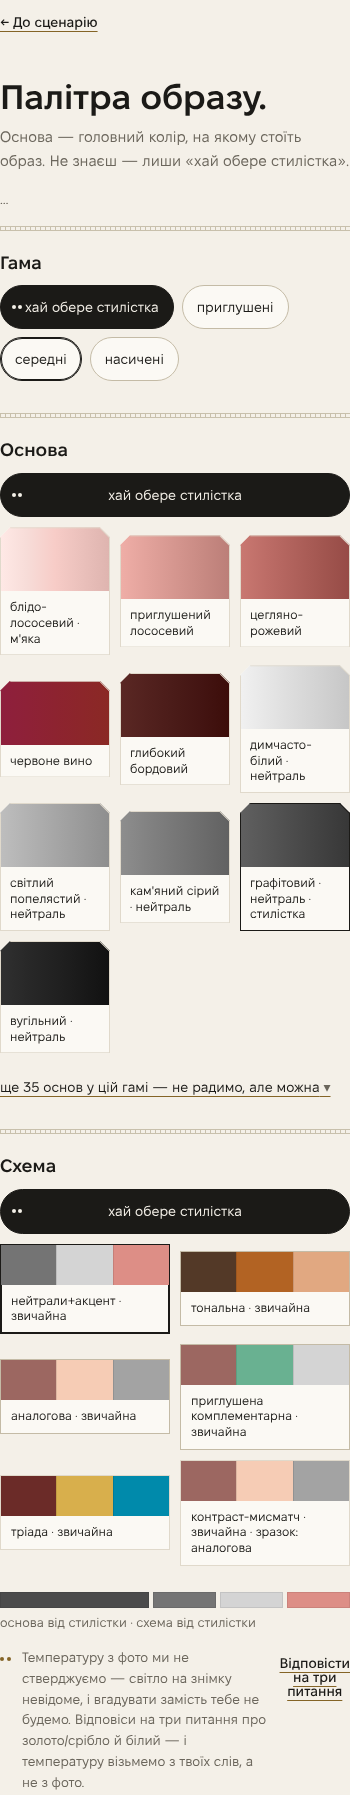 ← До сценарію
Палітра образу.
Основа — головний колір, на якому стоїть
образ. Не знаєш — лиши «хай обере стилістка».
...
Гама
хай обере стилістка
приглушені
середні
насичені
Основа
хай обере стилістка
блідо-
лососевий ·
м'яка
приглушений
лососевий
цегляно-
рожевий
червоне вино
глибокий
бордовий
димчасто-
білий ·
нейтраль
світлий
попелястий ·
нейтраль
кам'яний сірий
· нейтраль
графітовий ·
нейтраль ·
стилістка
вугільний ·
нейтраль
ще 35 основ у цій гамі — не радимо, але можна ▾
Схема
хай обере стилістка
нейтрали+акцент ·
звичайна
тональна · звичайна
аналогова · звичайна
приглушена
комплементарна ·
звичайна
тріада · звичайна
контраст-мисматч ·
звичайна · зразок:
аналогова
основа від стилістки · схема від стилістки
Температуру з фото ми не
стверджуємо — світло на знімку
невідоме, і вгадувати замість тебе не
будемо. Відповіси на три питання про
золото/срібло й білий — і
температуру візьмемо з твоїх слів, а
не з фото.
Відповісти
на три
питання